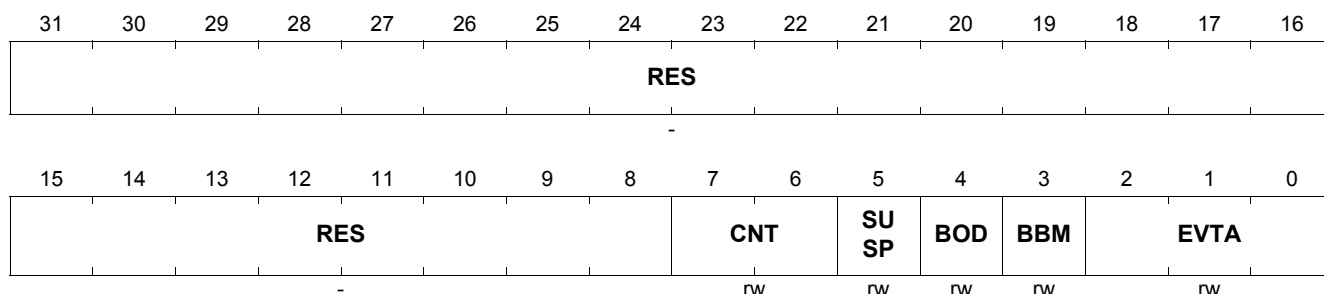 31 30 29 28 27 26 25 24 23 22 21 20 19 18 17 16
RES
-
15 14 13 12 11 10 9 8 7 6 5 4 3 2 1 0
RES CNT SU SP BOD BBM EVTA
- rw rw rw rw rw